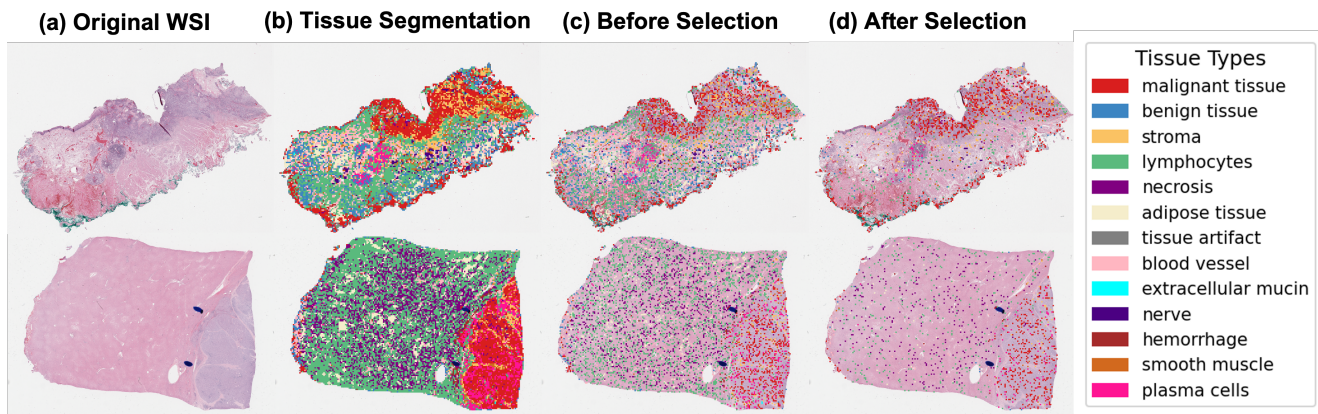 (a) Original WSI
(b) Tissue Segmentation
(c) Before Selection
(d) After Selection
Tissue Types
malignant tissue
benign tissue
stroma
lymphocytes
necrosis
adipose tissue
tissue artifact
blood vessel
extracellular mucin
nerve
hemorrhage
smooth muscle
plasma cells